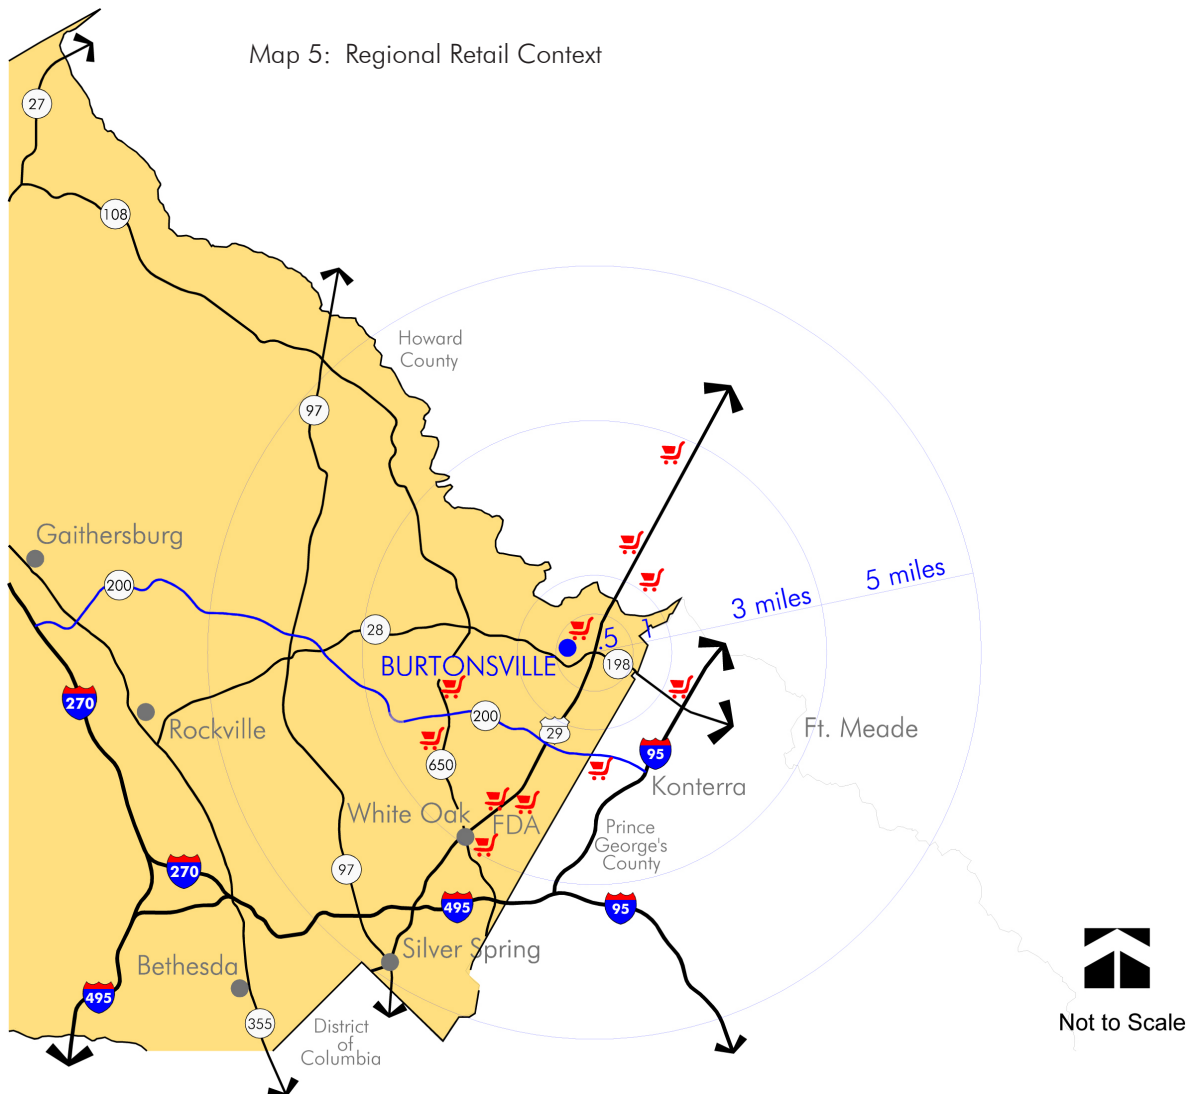 Map 5: Regional Retail Context
27
108
Howard
County
97
Gaithersburg
200
5 miles
3 miles
28
.5
1
BURTONSVILLE
198
270
Rockville
200
29
Ft. Meade
95
650
Konterra
White Oak
FDA
Prince
George's
County
270
97
495
95
Silver Spring
Bethesda
495
355
District
of
Columbia
Not to Scale